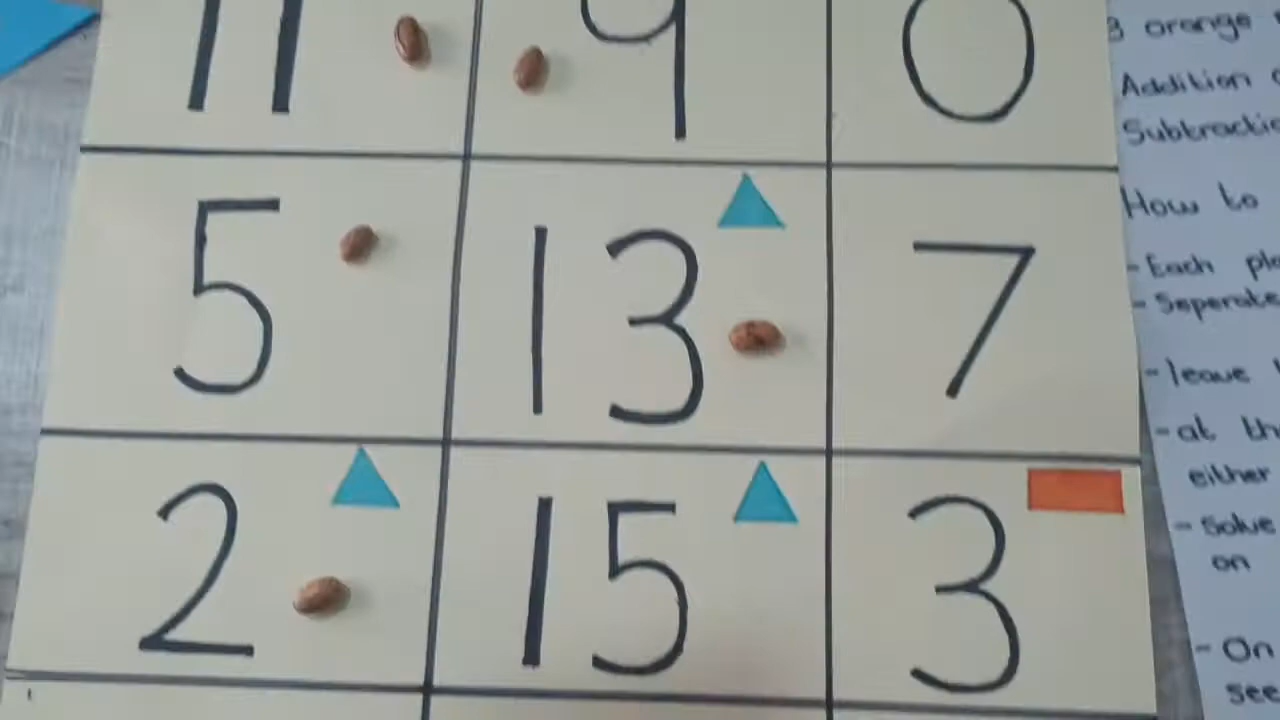 11 9 0
5 13 7
2 15 3
3 orange
Addition
Subtractio
How to
- Each pla
- Seperate
- leave
- at th
either
- Solve
on
- On
see